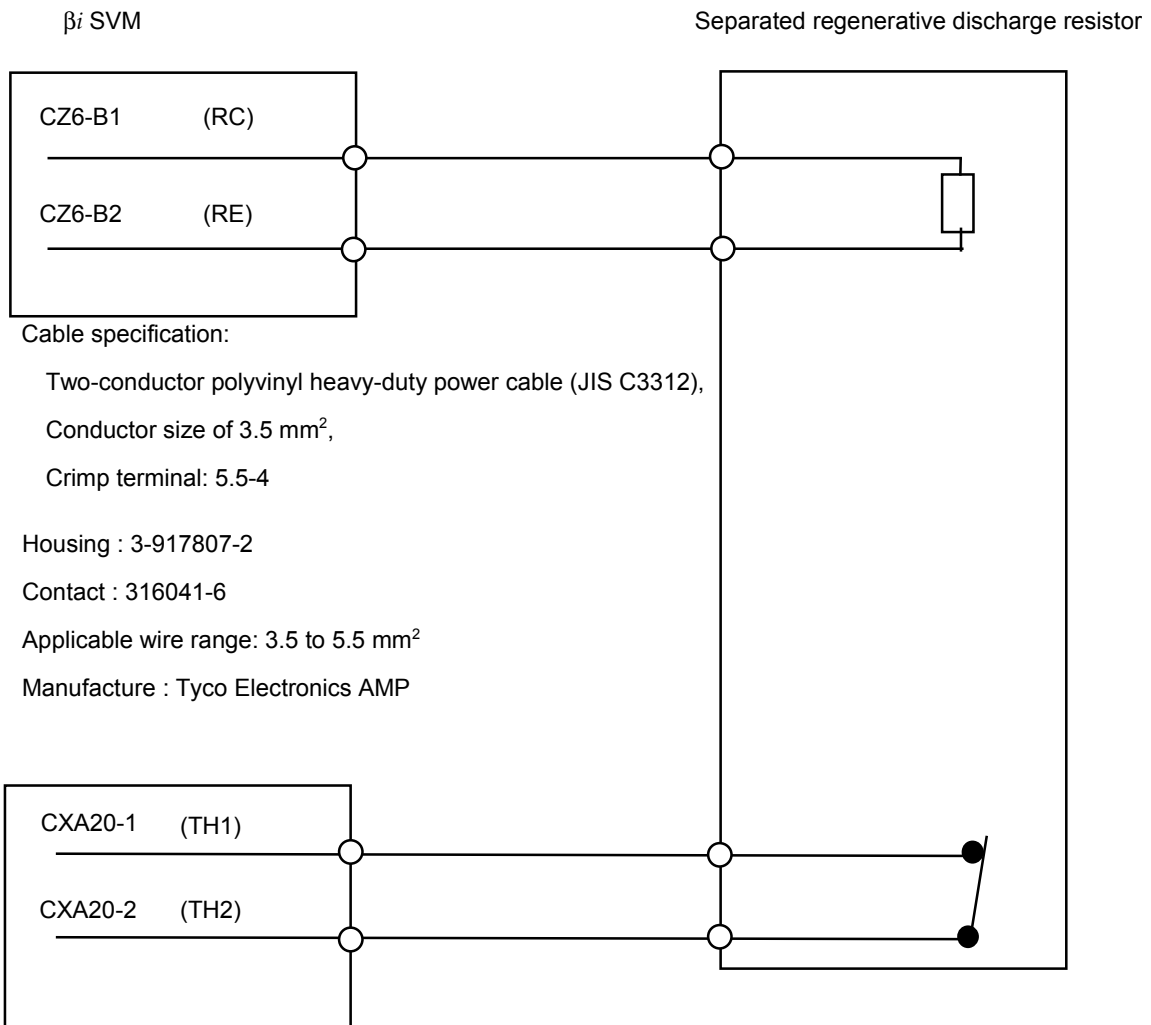 βi SVM
Separated regenerative discharge resistor
CZ6-B1 (RC)
CZ6-B2 (RE)
Cable specification:
Two-conductor polyvinyl heavy-duty power cable (JIS C3312),
Conductor size of 3.5 mm²,
Crimp terminal: 5.5-4
Housing : 3-917807-2
Contact : 316041-6
Applicable wire range: 3.5 to 5.5 mm²
Manufacture : Tyco Electronics AMP
CXA20-1 (TH1)
CXA20-2 (TH2)